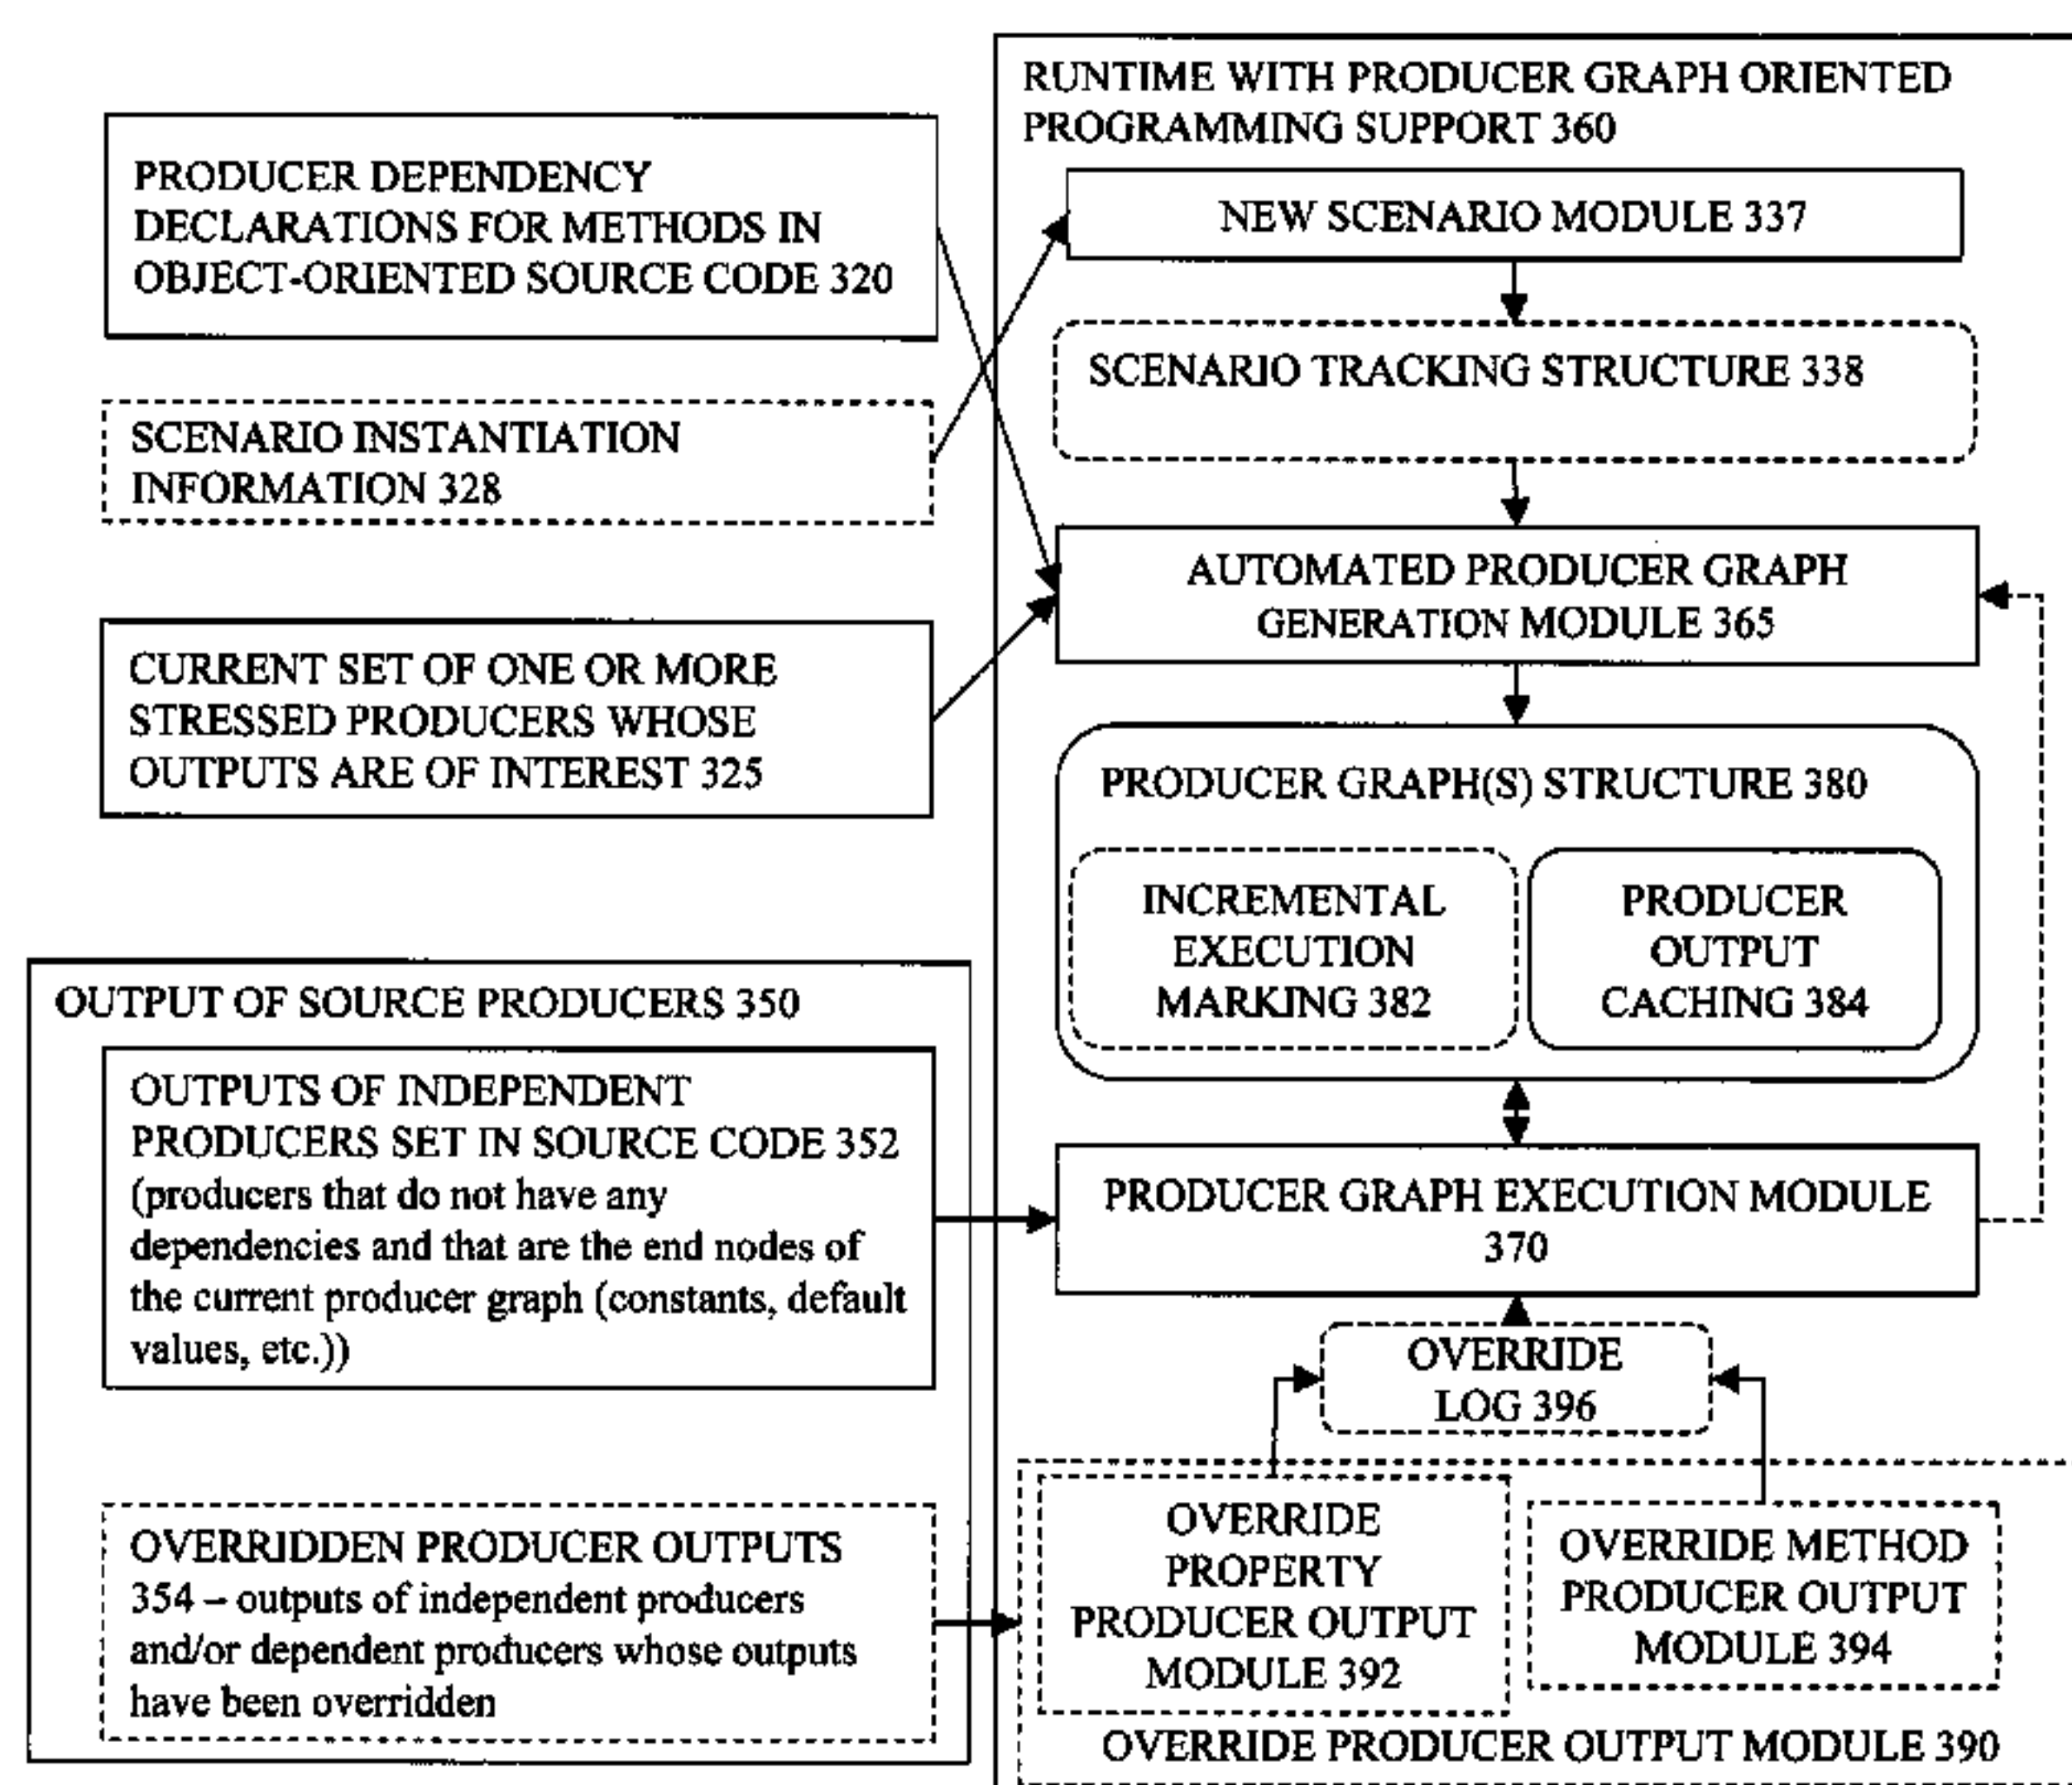 RUNTIME WITH PRODUCER GRAPH ORIENTED
PROGRAMMING SUPPORT 360
PRODUCER DEPENDENCY
DECLARATIONS FOR METHODS IN
OBJECT-ORIENTED SOURCE CODE 320
NEW SCENARIO MODULE 337
SCENARIO TRACKING STRUCTURE 338
SCENARIO INSTANTIATION
INFORMATION 328
AUTOMATED PRODUCER GRAPH
GENERATION MODULE 365
CURRENT SET OF ONE OR MORE
STRESSED PRODUCERS WHOSE
OUTPUTS ARE OF INTEREST 325
PRODUCER GRAPH(S) STRUCTURE 380
INCREMENTAL
EXECUTION
MARKING 382
PRODUCER
OUTPUT
CACHING 384
OUTPUT OF SOURCE PRODUCERS 350
OUTPUTS OF INDEPENDENT
PRODUCERS SET IN SOURCE CODE 352
(producers that do not have any
dependencies and that are the end nodes of
the current producer graph (constants, default
values, etc.))
PRODUCER GRAPH EXECUTION MODULE
370
OVERRIDE
LOG 396
OVERRIDDEN PRODUCER OUTPUTS
354 – outputs of independent producers
and/or dependent producers whose outputs
have been overridden
OVERRIDE
PROPERTY
PRODUCER OUTPUT
MODULE 392
OVERRIDE METHOD
PRODUCER OUTPUT
MODULE 394
OVERRIDE PRODUCER OUTPUT MODULE 390